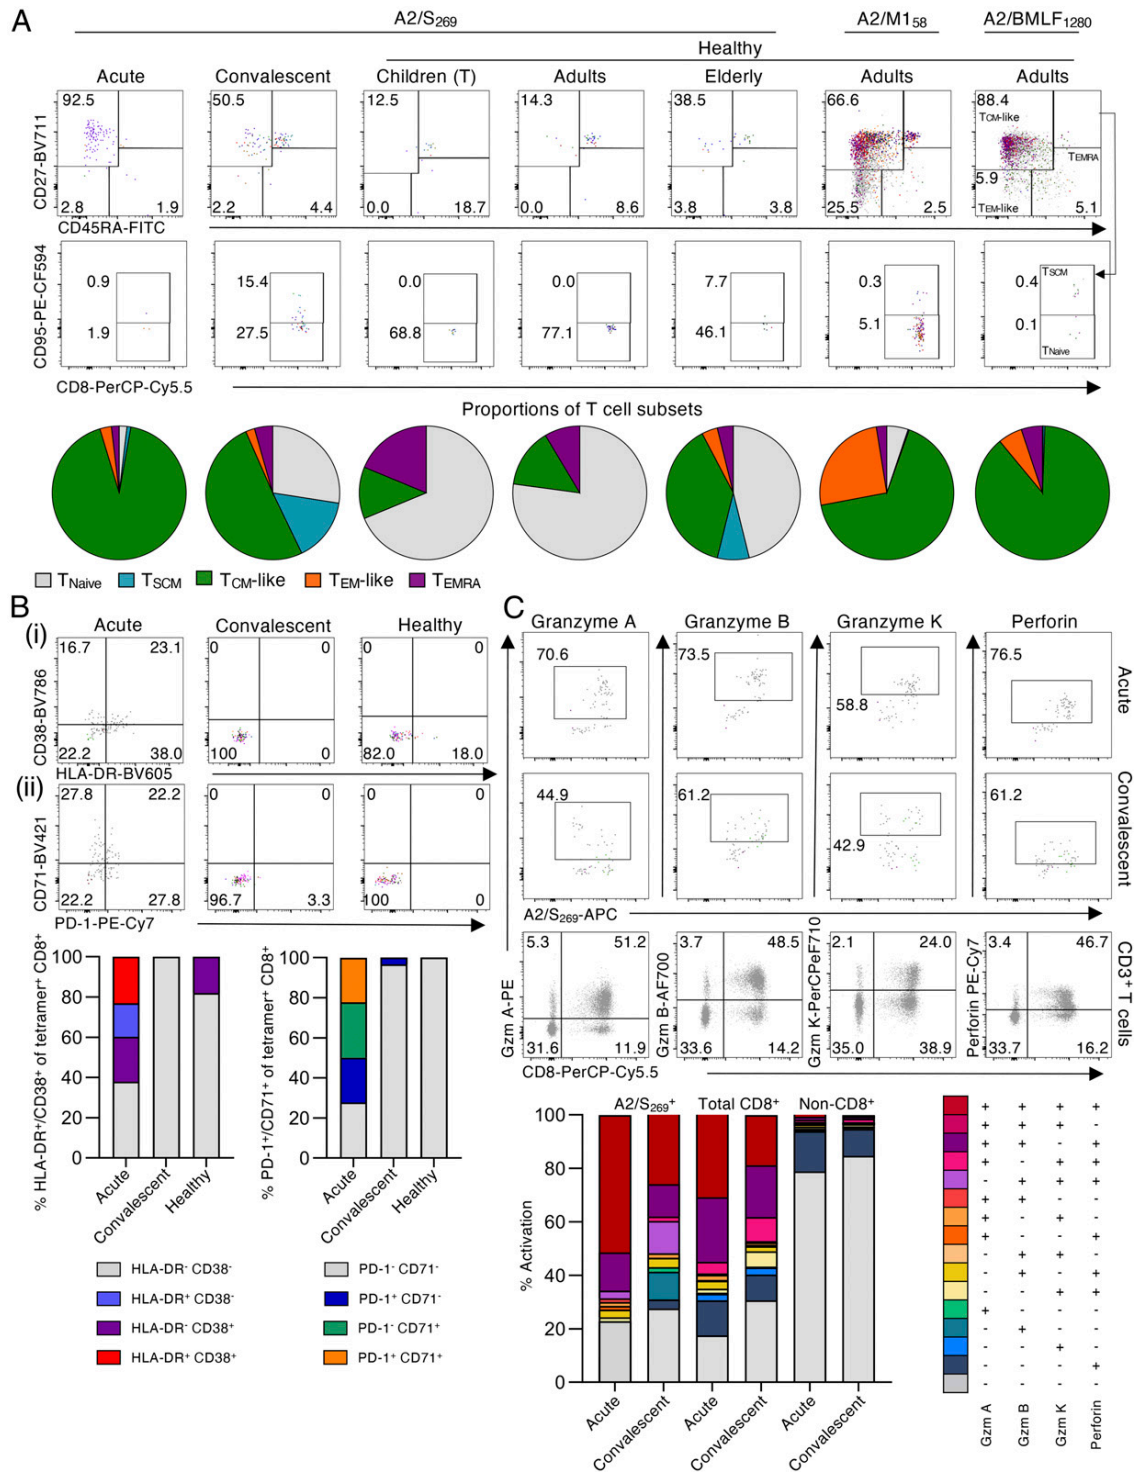 A
A2/S269
A2/M158
A2/BMLF1280
Healthy
Acute
Convalescent
Children (T)
Adults
Elderly
Adults
Adults
92.5
50.5
12.5
14.3
38.5
66.6
88.4
TCM-like
TEMRA
5.9
TEM-like
2.8
1.9
2.2
4.4
0.0
18.7
0.0
8.6
3.8
3.8
25.5
2.5
5.1
CD27-BV711
CD45RA-FITC
CD95-PE-CF594
0.9
15.4
0.0
0.0
7.7
0.3
0.4
TSCM
1.9
27.5
68.8
77.1
46.1
5.1
0.1
TNaive
CD8-PerCP-Cy5.5
Proportions of T cell subsets
TNaive
TSCM
TCM-like
TEM-like
TEMRA
B
(i)
Acute
Convalescent
Healthy
16.7
23.1
0
0
0
0
22.2
38.0
100
0
82.0
18.0
CD38-BV786
HLA-DR-BV605
(ii)
27.8
22.2
0
0
0
0
22.2
27.8
96.7
3.3
100
0
CD71-BV421
PD-1-PE-Cy7
% HLA-DR+/CD38+ of tetramer+ CD8+
100
80
60
40
20
0
Acute
Convalescent
Healthy
% PD-1+/CD71+ of tetramer+ CD8+
100
80
60
40
20
0
Acute
Convalescent
Healthy
HLA-DR- CD38-
HLA-DR+ CD38-
HLA-DR- CD38+
HLA-DR+ CD38+
PD-1- CD71-
PD-1+ CD71-
PD-1- CD71+
PD-1+ CD71+
C
Granzyme A
Granzyme B
Granzyme K
Perforin
70.6
73.5
58.8
76.5
Acute
44.9
61.2
42.9
61.2
Convalescent
A2/S269-APC
5.3
51.2
3.7
48.5
2.1
24.0
3.4
46.7
31.6
11.9
33.6
14.2
35.0
38.9
33.7
16.2
Gzm A-PE
Gzm B-AF700
Gzm K-PerCPeF710
Perforin PE-Cy7
CD3+ T cells
CD8-PerCP-Cy5.5
A2/S269+
Total CD8+
Non-CD8+
% Activation
100
80
60
40
20
0
Acute
Convalescent
Acute
Convalescent
Acute
Convalescent
+ + + +
+ + + -
+ + - +
+ - + +
- + + +
+ + - -
+ - + -
+ - - +
- + + -
- + - +
- - + +
+ - - -
- + - -
- - + -
- - - +
- - - -
Gzm A
Gzm B
Gzm K
Perforin